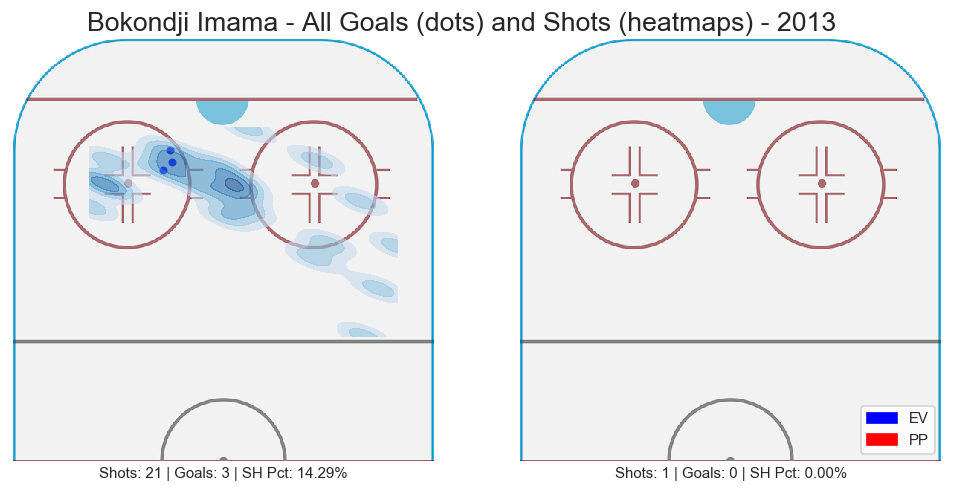 Bokondji Imama - All Goals (dots) and Shots (heatmaps) - 2013
EV
PP
Shots: 21 | Goals: 3 | SH Pct: 14.29%
Shots: 1 | Goals: 0 | SH Pct: 0.00%